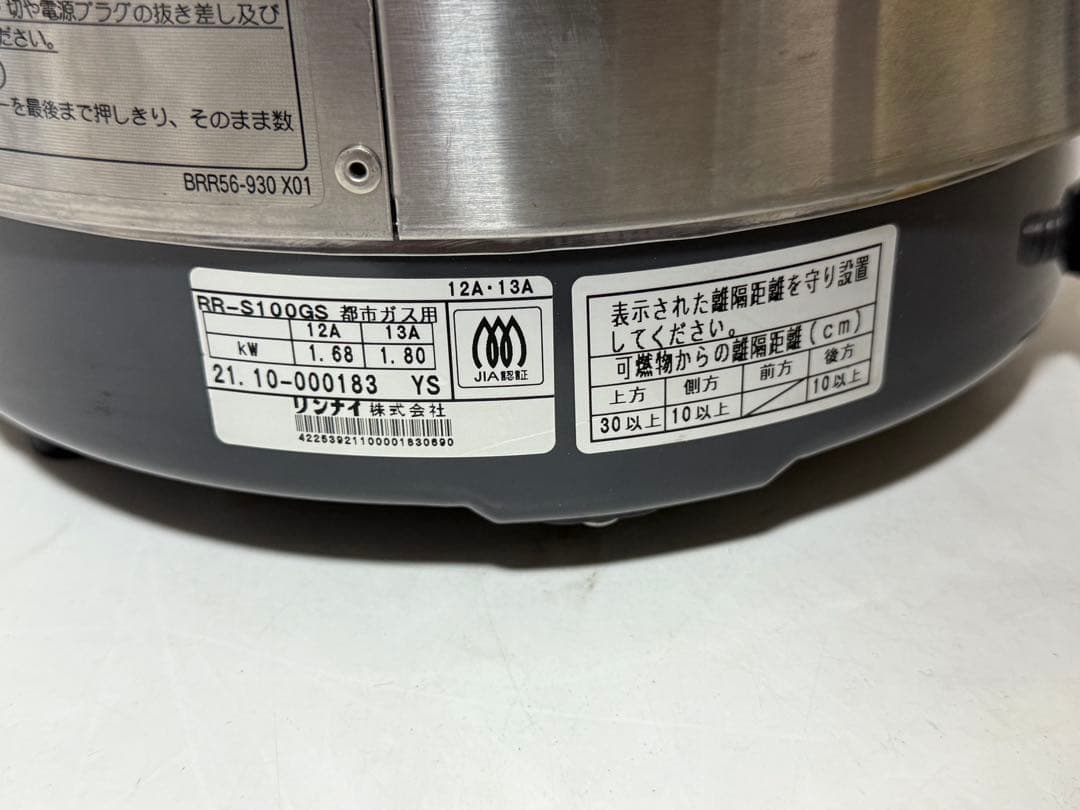 切や電源プラグの抜き差し及び
ださい。
ーを最後まで押しきり、そのまま数
BRR56-930 X01
12A・13A
RR-S100GS 都市ガス用
12A 13A
kW 1.68 1.80
21.10-000183 YS
JIA認証
リンナイ株式会社
42253921100001830690
表示された離隔距離を守り設置
してください。
可燃物からの離隔距離(cm)
上方 側方 前方 後方
30以上 10以上 10以上